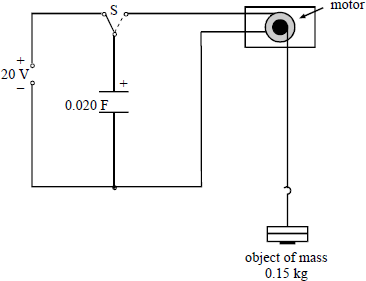 S
motor
+
20 V
–
+
0.020 F
object of mass
0.15 kg